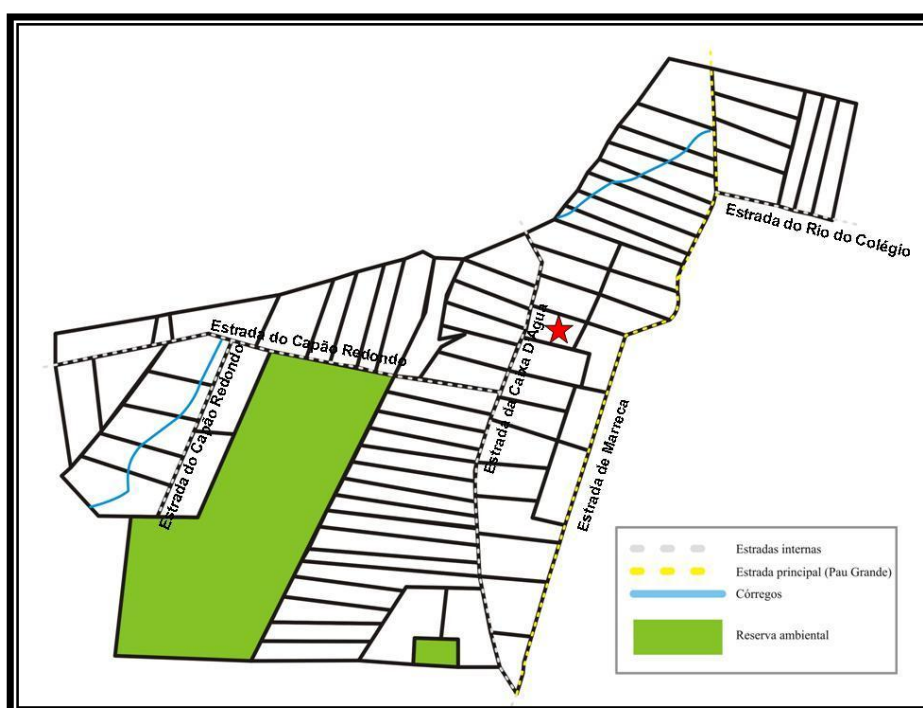 Estrada do Rio do Colégio
Estrada da Caixa D'Água
Estrada do Capão Redondo
Estrada do Capão Redondo
Estrada de Marreca
Estradas internas
Estrada principal (Pau Grande)
Córregos
Reserva ambiental